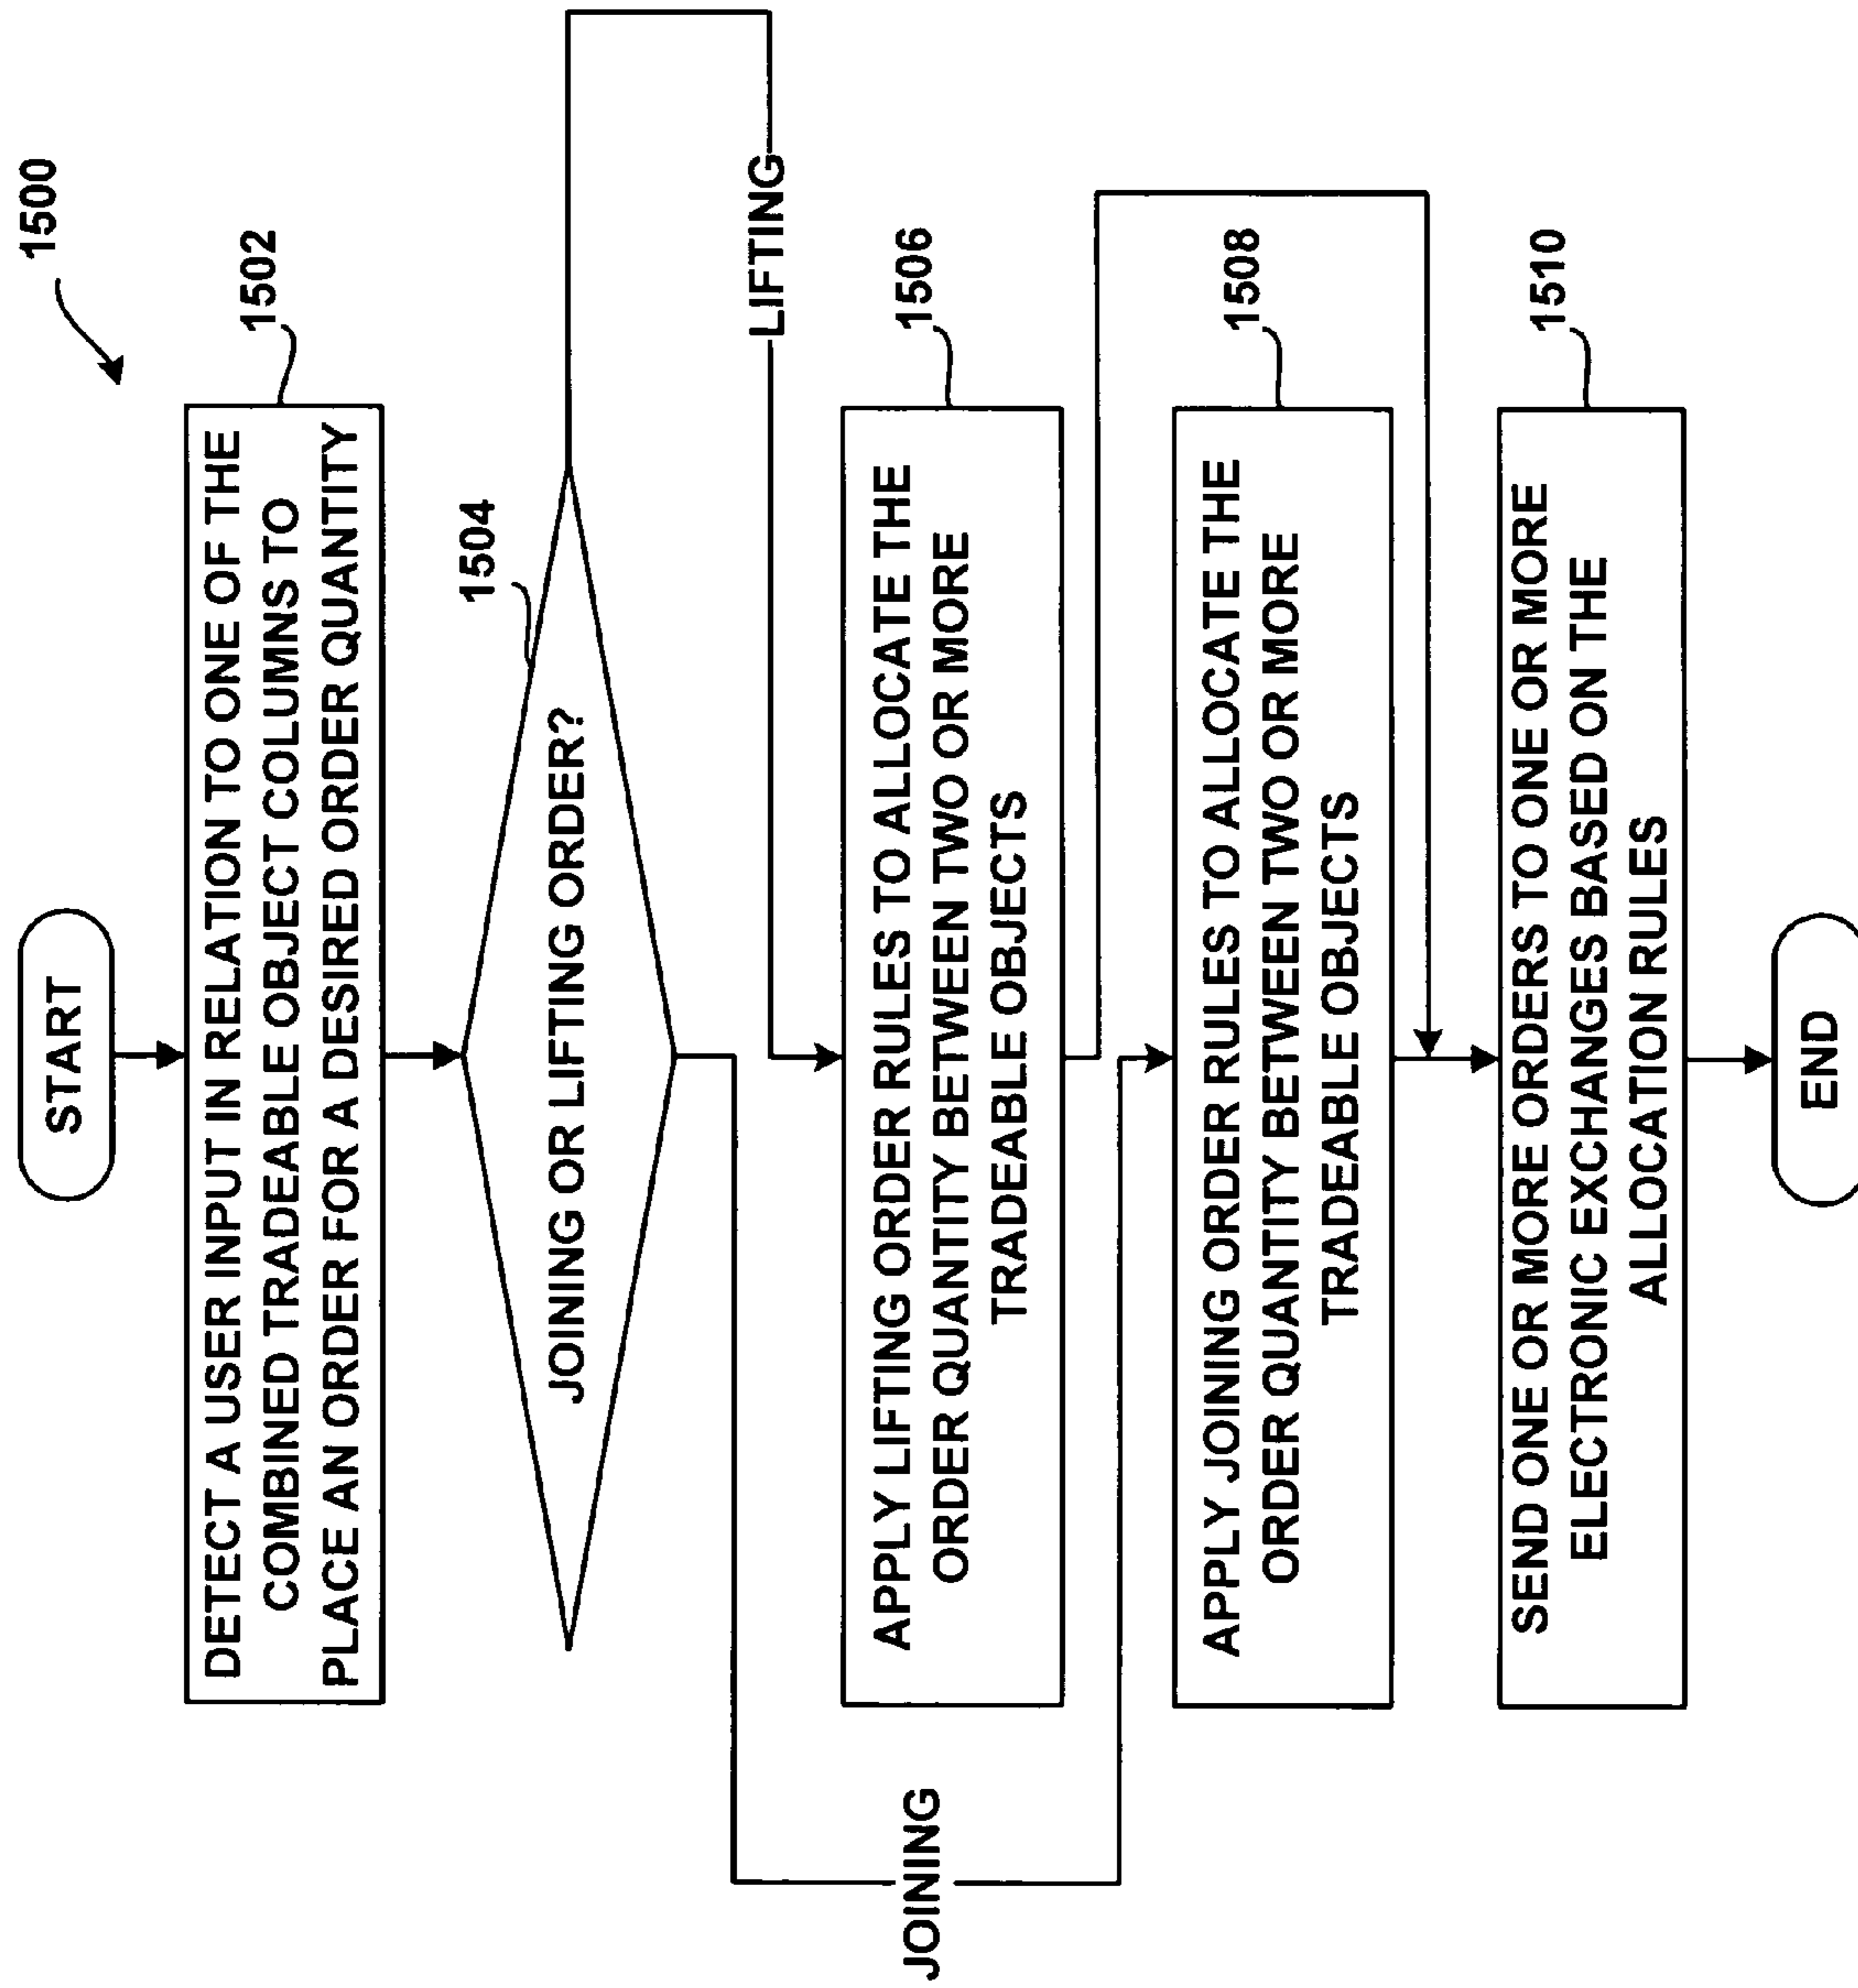 1500
START
DETECT A USER INPUT IN RELATION TO ONE OF THE
COMBINED TRADEABLE OBJECT COLUMNS TO
PLACE AN ORDER FOR A DESIRED ORDER QUANTITY
1502
JOINING OR LIFTING ORDER?
1504
LIFTING
JOINING
APPLY LIFTING ORDER RULES TO ALLOCATE THE
ORDER QUANTITY BETWEEN TWO OR MORE
TRADEABLE OBJECTS
1506
APPLY JOINING ORDER RULES TO ALLOCATE THE
ORDER QUANTITY BETWEEN TWO OR MORE
TRADEABLE OBJECTS
1508
SEND ONE OR MORE ORDERS TO ONE OR MORE
ELECTRONIC EXCHANGES BASED ON THE
ALLOCATION RULES
1510
END